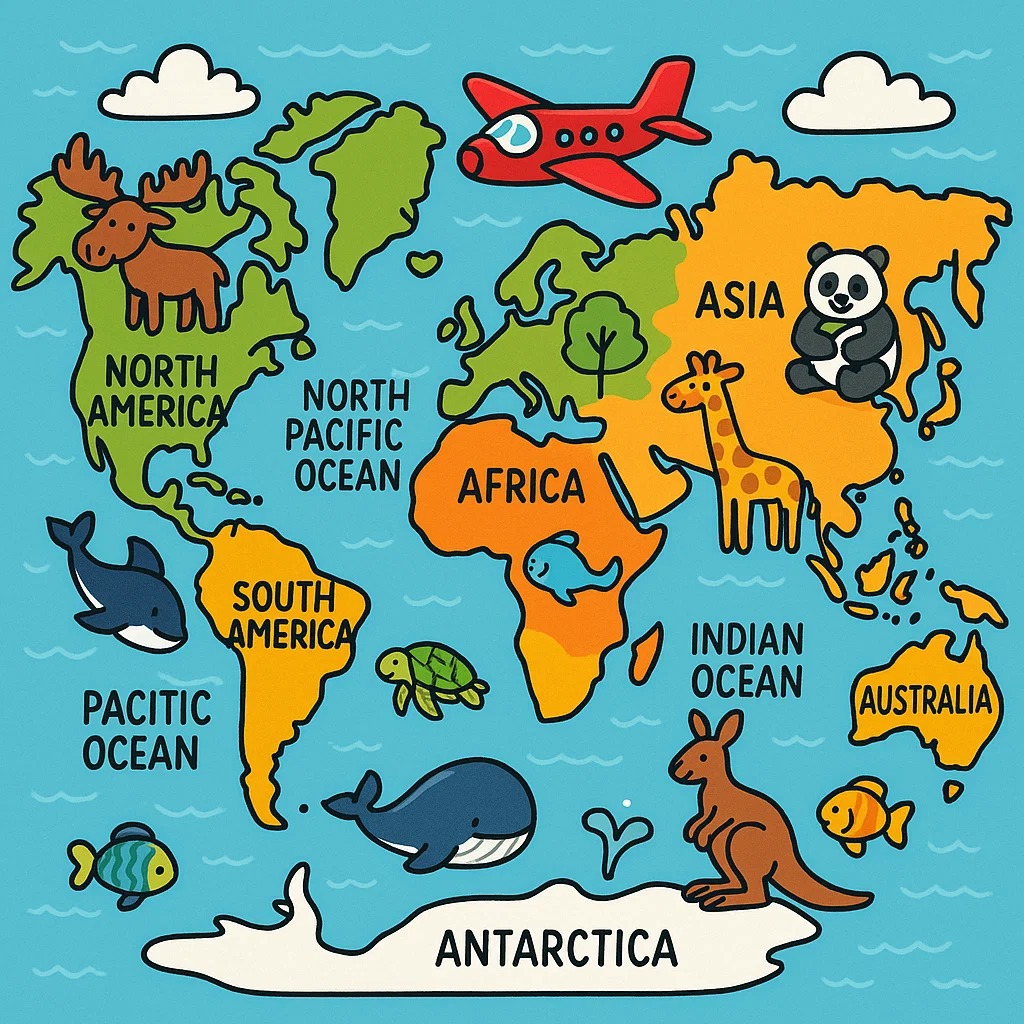 ASIA
NORTH
AMERICA
NORTH
PACIFIC
OCEAN
AFRICA
SOUTH
AMERICA
INDIAN
OCEAN
PACITIC
OCEAN
AUSTRALIA
ANTARCTICA